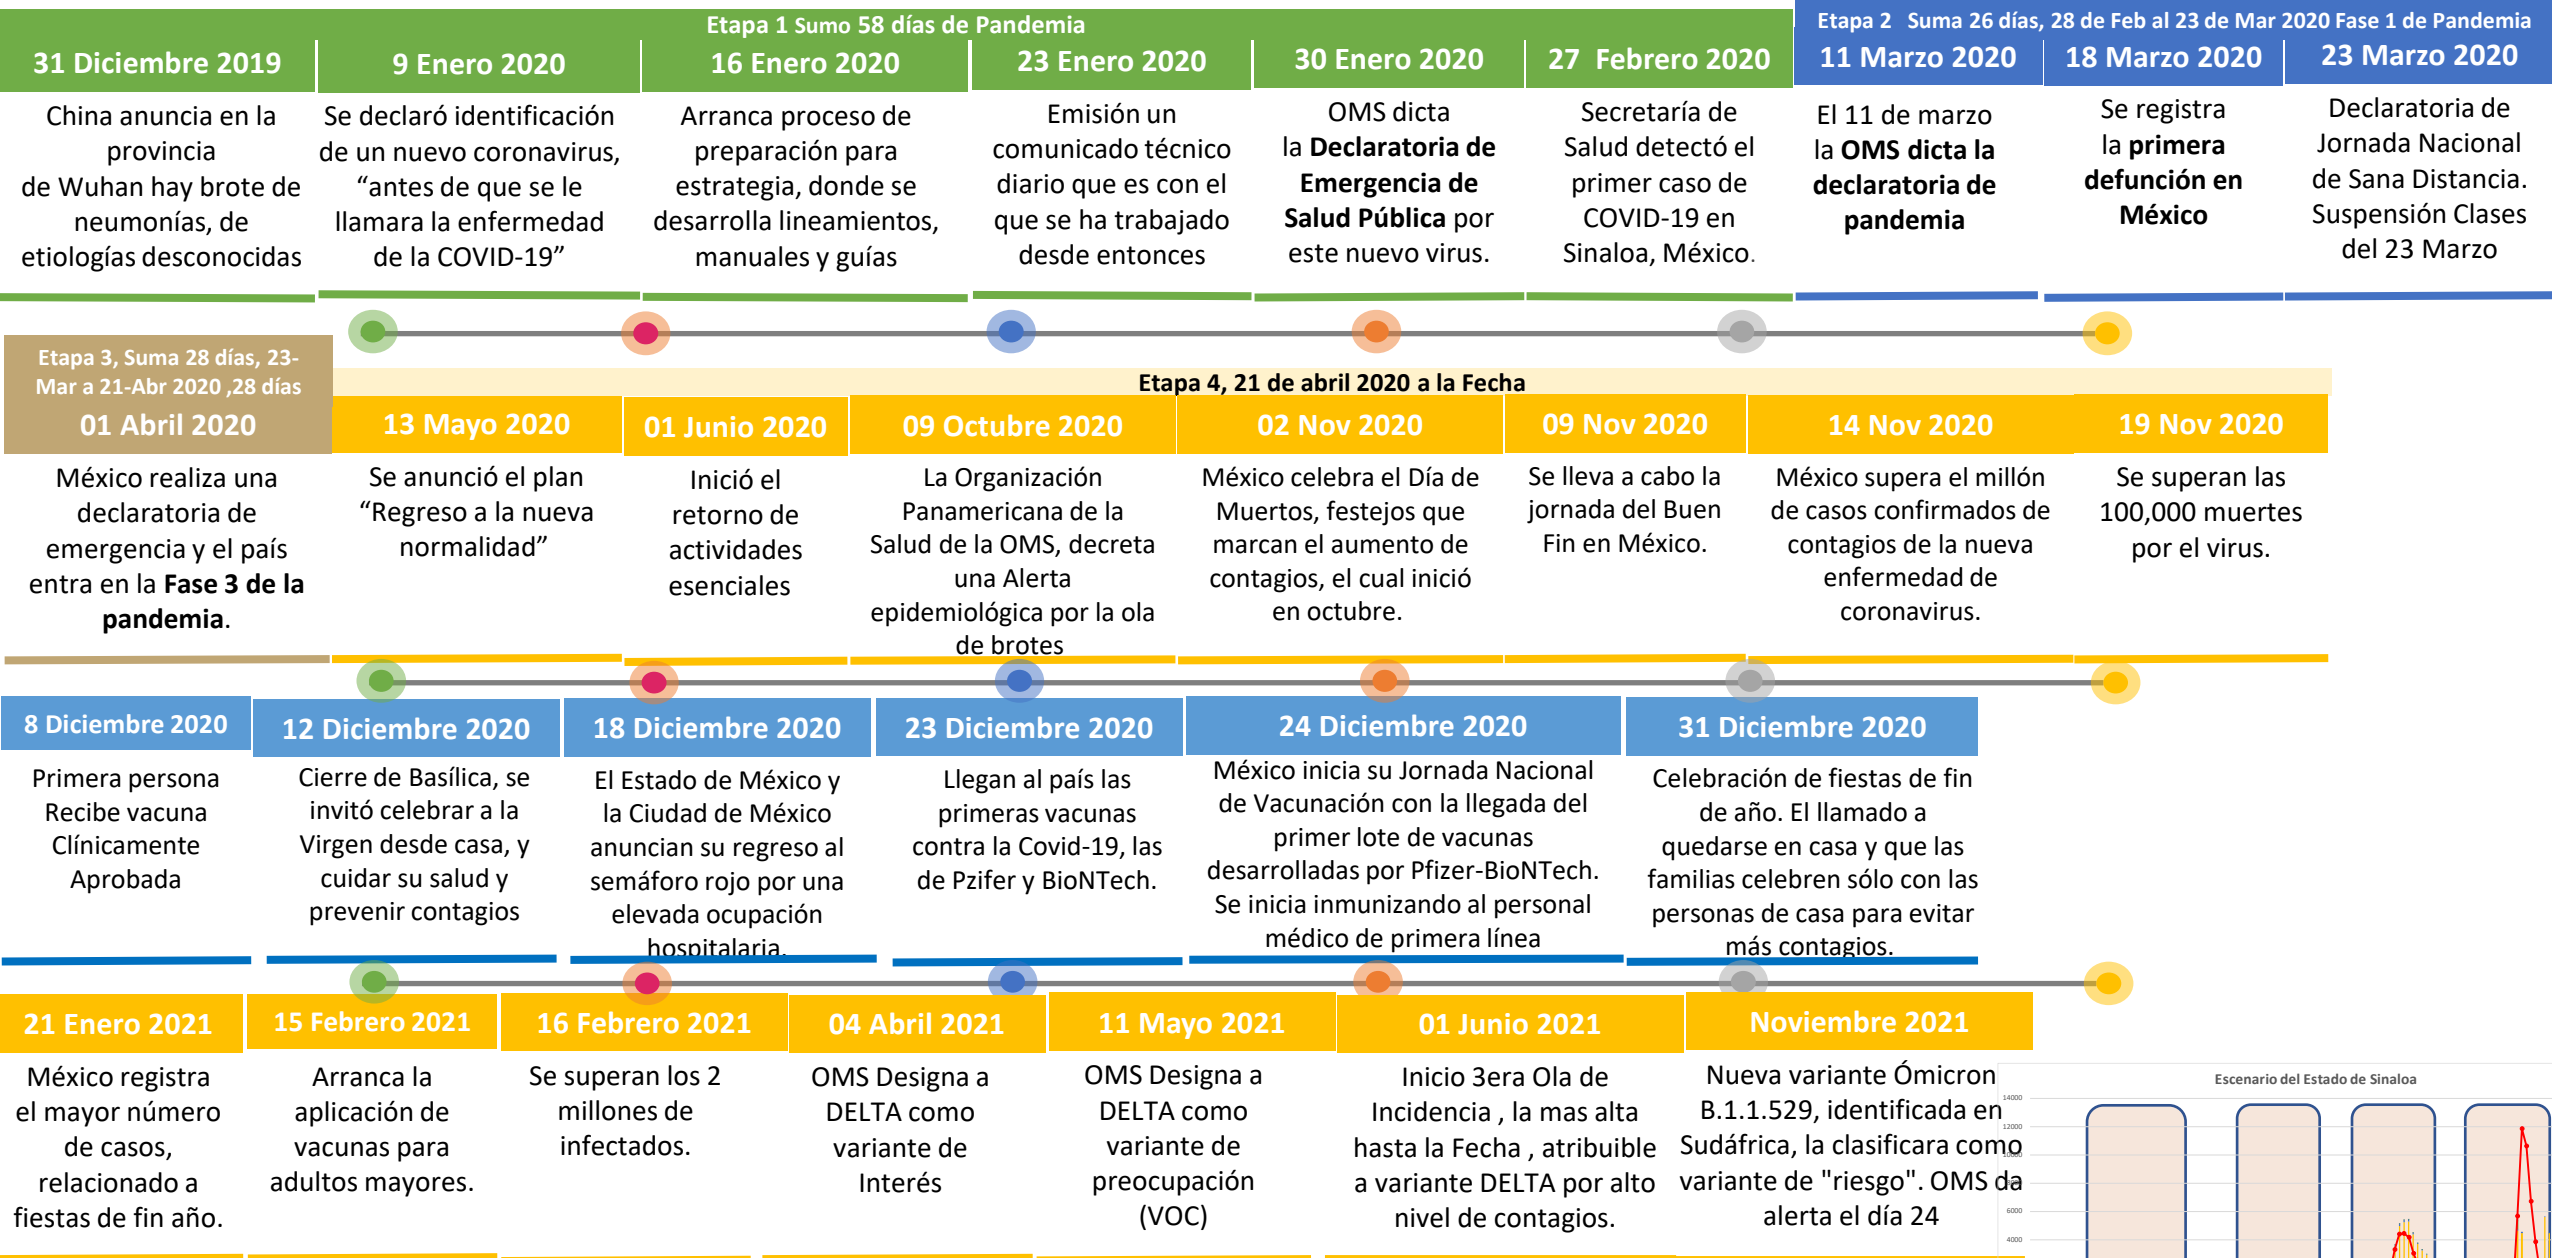 Etapa 1 Sumo 58 días de Pandemia
Etapa 2 Suma 26 días, 28 de Feb al 23 de Mar 2020 Fase 1 de Pandemia
31 Diciembre 2019
China anuncia en la
provincia
de Wuhan hay brote de
neumonías, de
etiologías desconocidas
9 Enero 2020
Se declaró identificación
de un nuevo coronavirus,
“antes de que se le
llamara la enfermedad
de la COVID-19”
16 Enero 2020
Arranca proceso de
preparación para
estrategia, donde se
desarrolla lineamientos,
manuales y guías
23 Enero 2020
Emisión un
comunicado técnico
diario que es con el
que se ha trabajado
desde entonces
30 Enero 2020
OMS dicta
la Declaratoria de
Emergencia de
Salud Pública por
este nuevo virus.
27 Febrero 2020
Secretaría de
Salud detectó el
primer caso de
COVID-19 en
Sinaloa, México.
11 Marzo 2020
El 11 de marzo
la OMS dicta la
declaratoria de
pandemia
18 Marzo 2020
Se registra
la primera
defunción en
México
23 Marzo 2020
Declaratoria de
Jornada Nacional
de Sana Distancia.
Suspensión Clases
del 23 Marzo
Etapa 3, Suma 28 días, 23-
Mar a 21-Abr 2020 ,28 días
01 Abril 2020
México realiza una
declaratoria de
emergencia y el país
entra en la Fase 3 de la
pandemia.
Etapa 4, 21 de abril 2020 a la Fecha
13 Mayo 2020
Se anunció el plan
“Regreso a la nueva
normalidad”
01 Junio 2020
Inició el
retorno de
actividades
esenciales
09 Octubre 2020
La Organización
Panamericana de la
Salud de la OMS, decreta
una Alerta
epidemiológica por la ola
de brotes
02 Nov 2020
México celebra el Día de
Muertos, festejos que
marcan el aumento de
contagios, el cual inició
en octubre.
09 Nov 2020
Se lleva a cabo la
jornada del Buen
Fin en México.
14 Nov 2020
México supera el millón
de casos confirmados de
contagios de la nueva
enfermedad de
coronavirus.
19 Nov 2020
Se superan las
100,000 muertes
por el virus.
8 Diciembre 2020
Primera persona
Recibe vacuna
Clínicamente
Aprobada
12 Diciembre 2020
Cierre de Basílica, se
invitó celebrar a la
Virgen desde casa, y
cuidar su salud y
prevenir contagios
18 Diciembre 2020
El Estado de México y
la Ciudad de México
anuncian su regreso al
semáforo rojo por una
elevada ocupación
hospitalaria.
23 Diciembre 2020
Llegan al país las
primeras vacunas
contra la Covid-19, las
de Pzifer y BioNTech.
24 Diciembre 2020
México inicia su Jornada Nacional
de Vacunación con la llegada del
primer lote de vacunas
desarrolladas por Pfizer-BioNTech.
Se inicia inmunizando al personal
médico de primera línea
31 Diciembre 2020
Celebración de fiestas de fin
de año. El llamado a
quedarse en casa y que las
familias celebren sólo con las
personas de casa para evitar
más contagios.
21 Enero 2021
México registra
el mayor número
de casos,
relacionado a
fiestas de fin año.
15 Febrero 2021
Arranca la
aplicación de
vacunas para
adultos mayores.
16 Febrero 2021
Se superan los 2
millones de
infectados.
04 Abril 2021
OMS Designa a
DELTA como
variante de
Interés
11 Mayo 2021
OMS Designa a
DELTA como
variante de
preocupación
(VOC)
01 Junio 2021
Inicio 3era Ola de
Incidencia , la mas alta
hasta la Fecha , atribuible
a variante DELTA por alto
nivel de contagios.
Noviembre 2021
Nueva variante Ómicron
B.1.1.529, identificada en
Sudáfrica, la clasificara como
variante de "riesgo". OMS da
alerta el día 24
Escenario del Estado de Sinaloa
14000
12000
10000
6000
4000